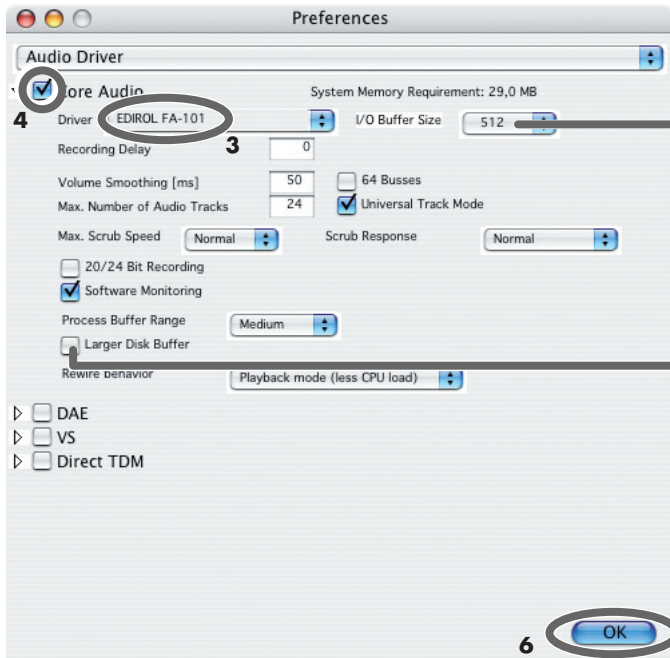 Preferences
Audio Driver
Core Audio System Memory Requirement: 29,0 MB
4
Driver EDIROL FA-101 I/O Buffer Size 512
3
Recording Delay 0
Volume Smoothing [ms] 50 64 Busses
Max. Number of Audio Tracks 24 Universal Track Mode
Max. Scrub Speed Normal Scrub Response Normal
20/24 Bit Recording
Software Monitoring
Process Buffer Range Medium
Larger Disk Buffer
Rewire behavior Playback mode (less CPU load)
DAE
VS
Direct TDM
6 OK